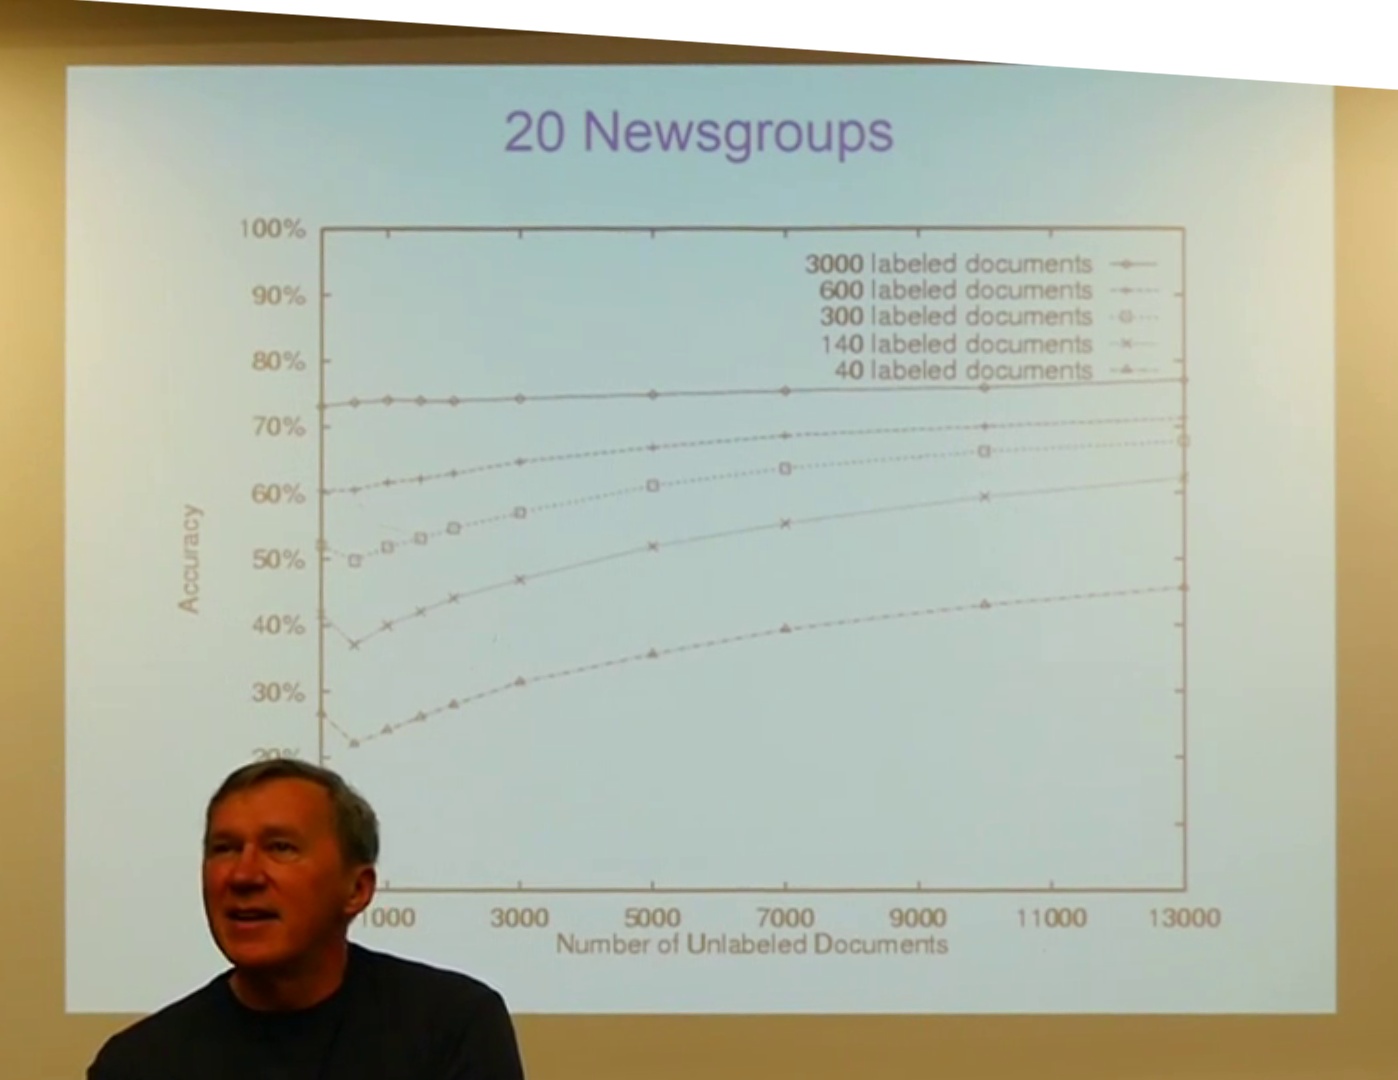 20 Newsgroups
100%
90%
80%
70%
60%
50%
40%
30%
20%
Accuracy
3000 labeled documents
600 labeled documents
300 labeled documents
140 labeled documents
40 labeled documents
1000 3000 5000 7000 9000 11000 13000
Number of Unlabeled Documents